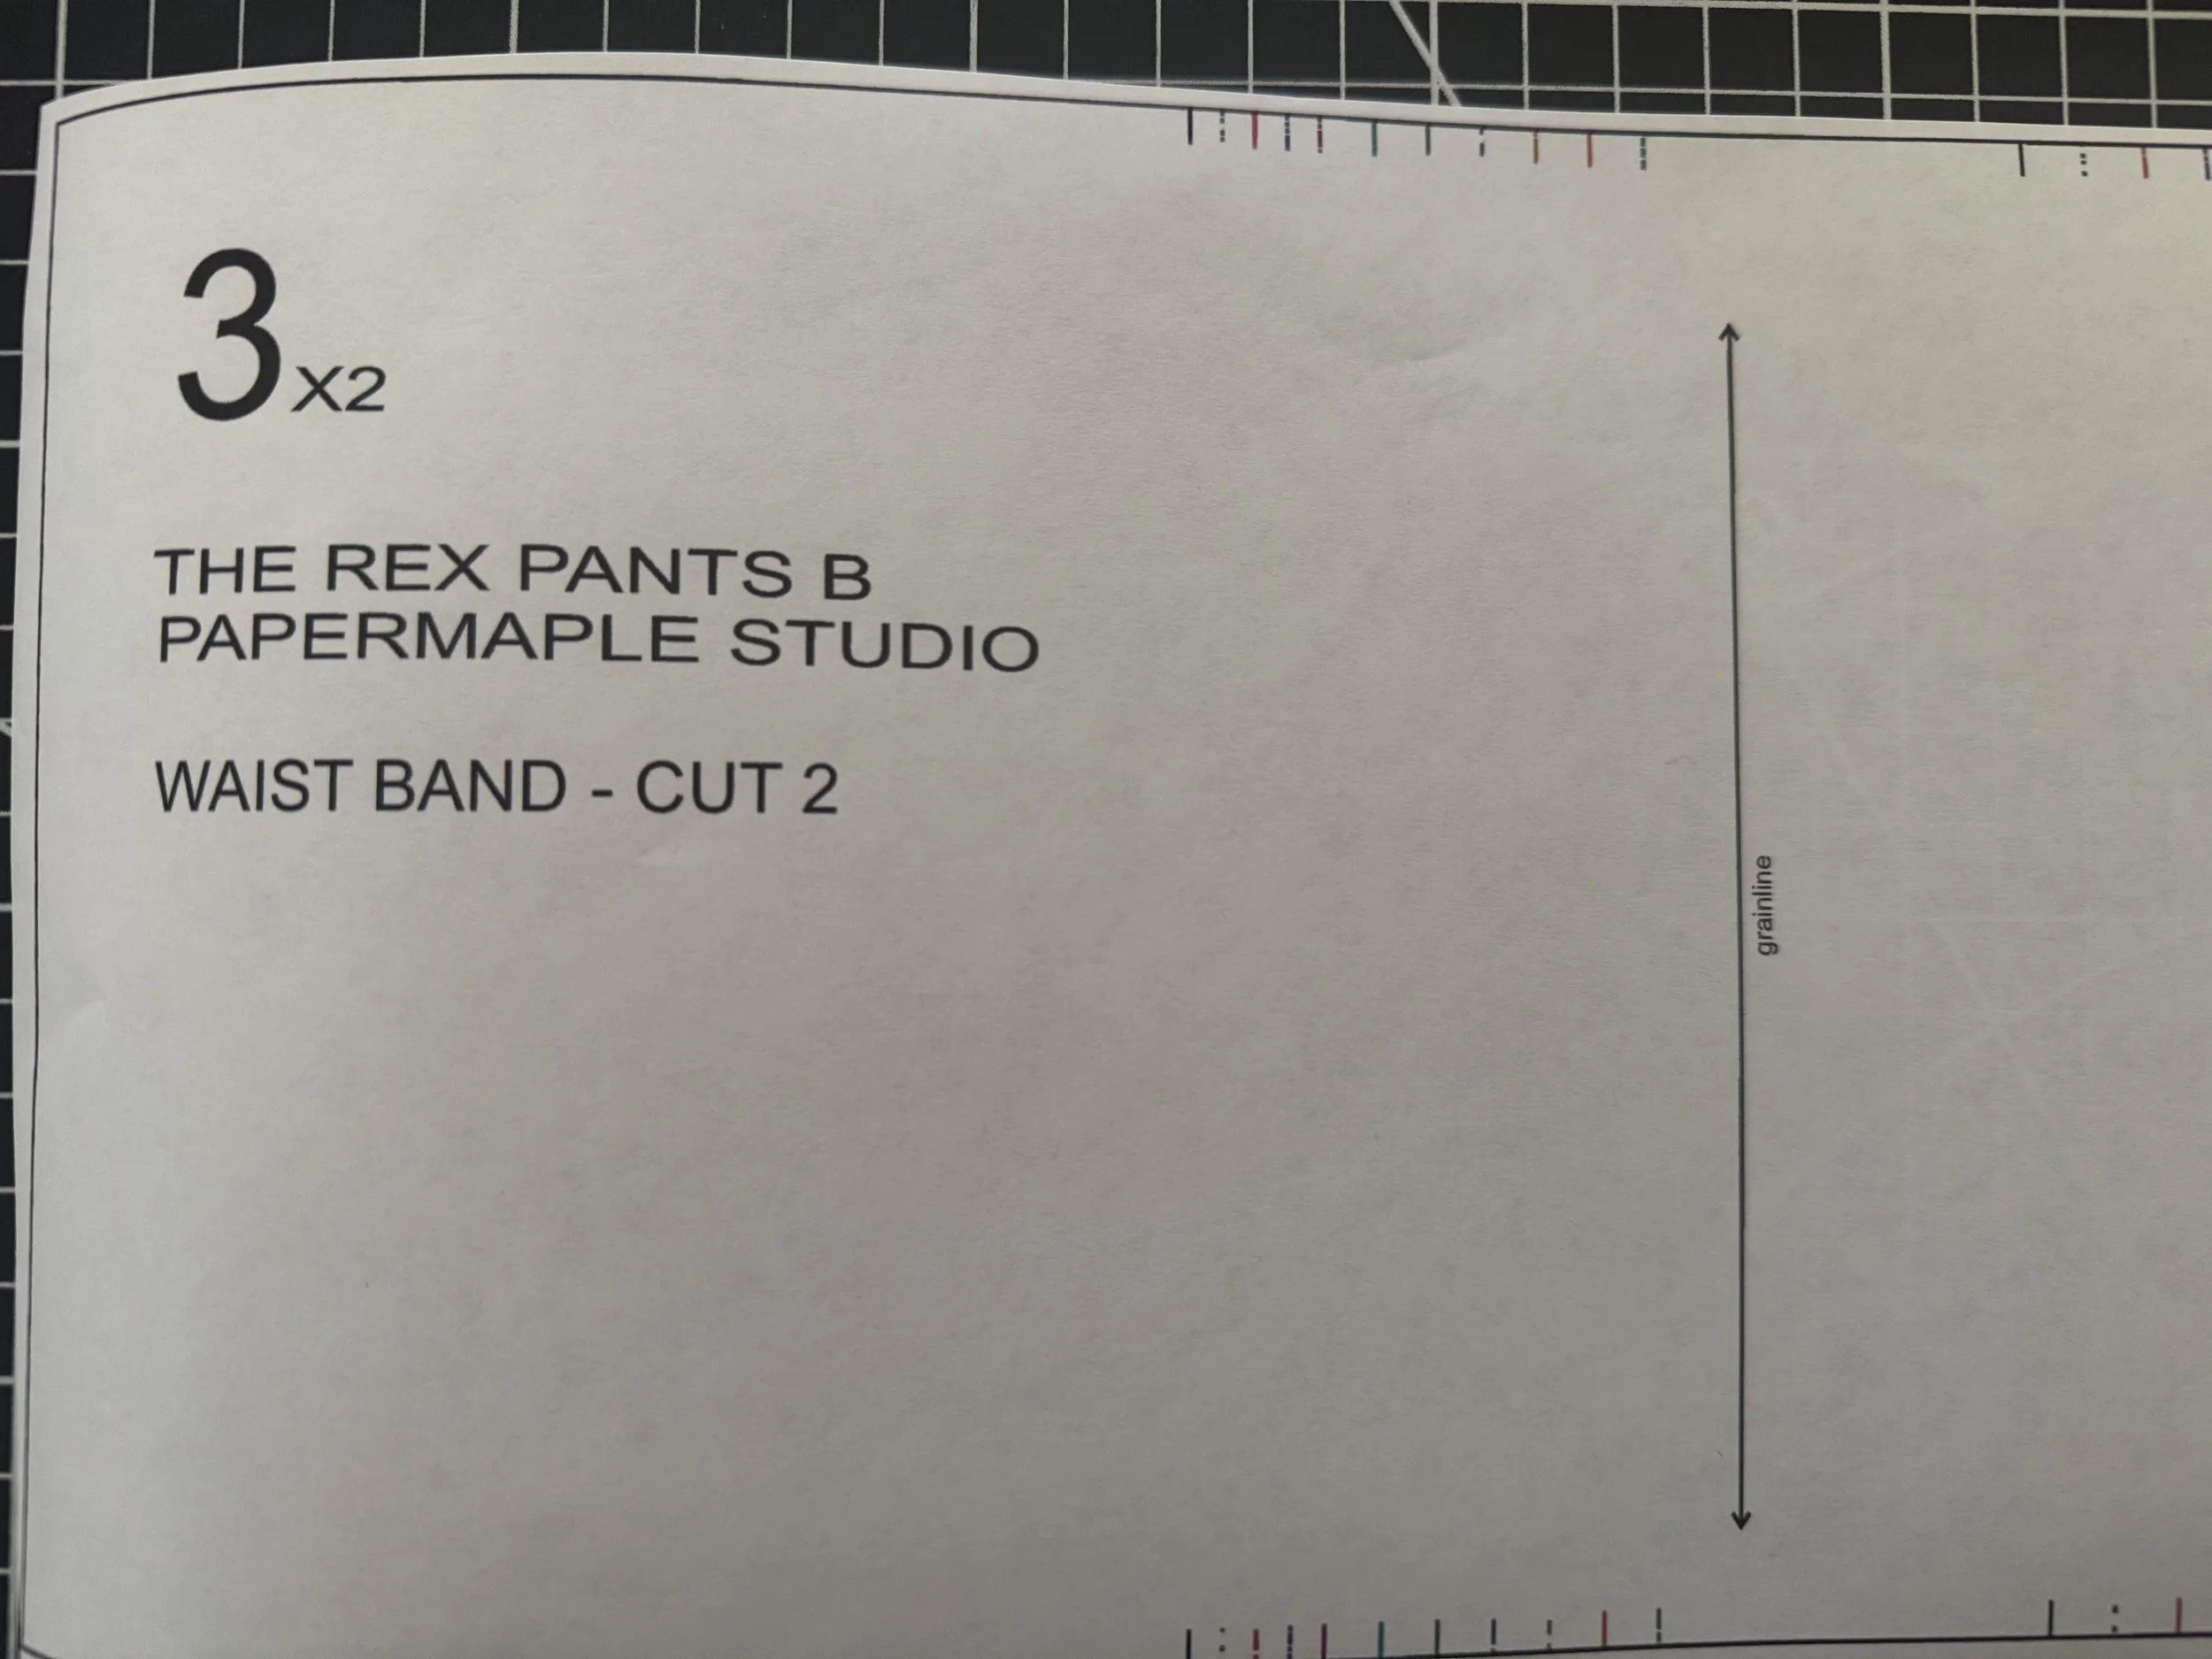 3x2
THE REX PANTS B
PAPERMAPLE STUDIO
WAIST BAND - CUT 2
grainline